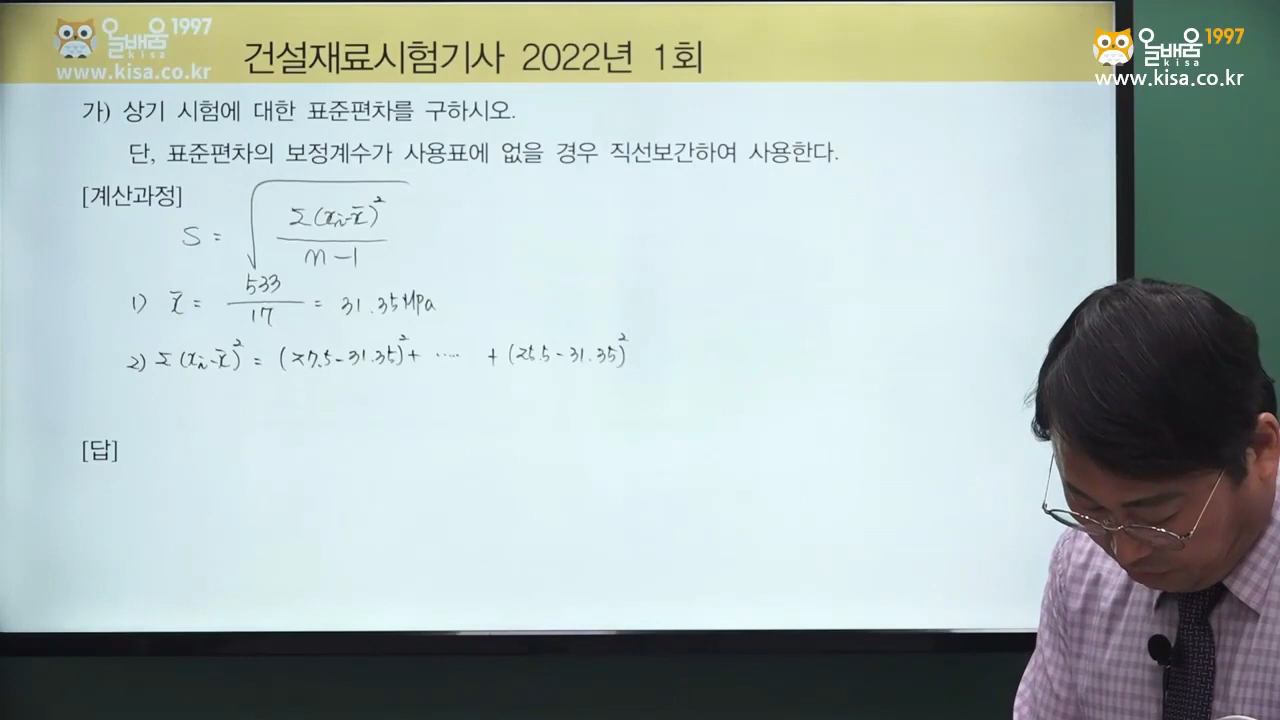 올배움 1997
kisa
www.kisa.co.kr
건설재료시험기사 2022년 1회
올배움 1997
kisa
www.kisa.co.kr
가) 상기 시험에 대한 표준편차를 구하시오.
단, 표준편차의 보정계수가 사용표에 없을 경우 직선보간하여 사용한다.
[계산과정]
S = √(Σ(xᵢ-x̄)² / n-1)
1) x̄ = 533/17 = 31.35MPa
2) Σ(xᵢ-x̄)² = (27.5-31.35)²+ ..... +(25.5-31.35)²
[답]